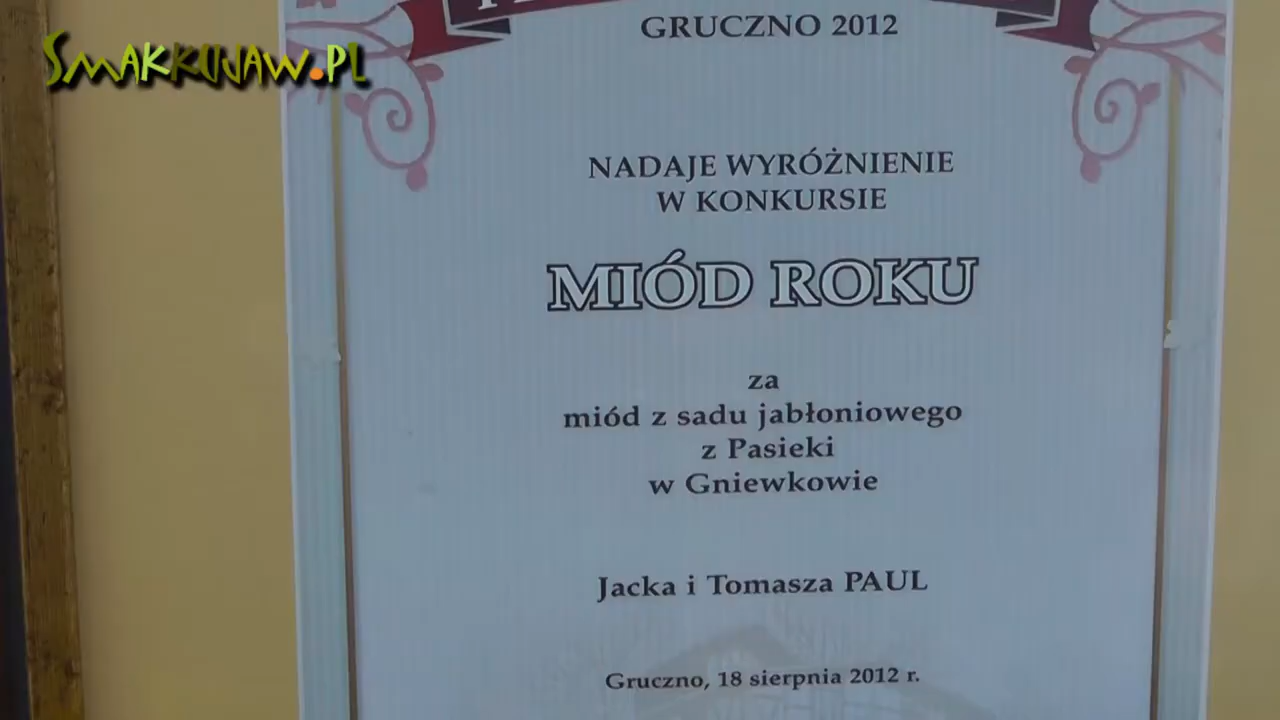 SMAKKUJAW.PL
GRUCZNO 2012
NADAJE WYRÓŻNIENIE
W KONKURSIE
MIÓD ROKU
za
miód z sadu jabłoniowego
z Pasieki
w Gniewkowie
Jacka i Tomasza PAUL
Gruczno, 18 sierpnia 2012 r.